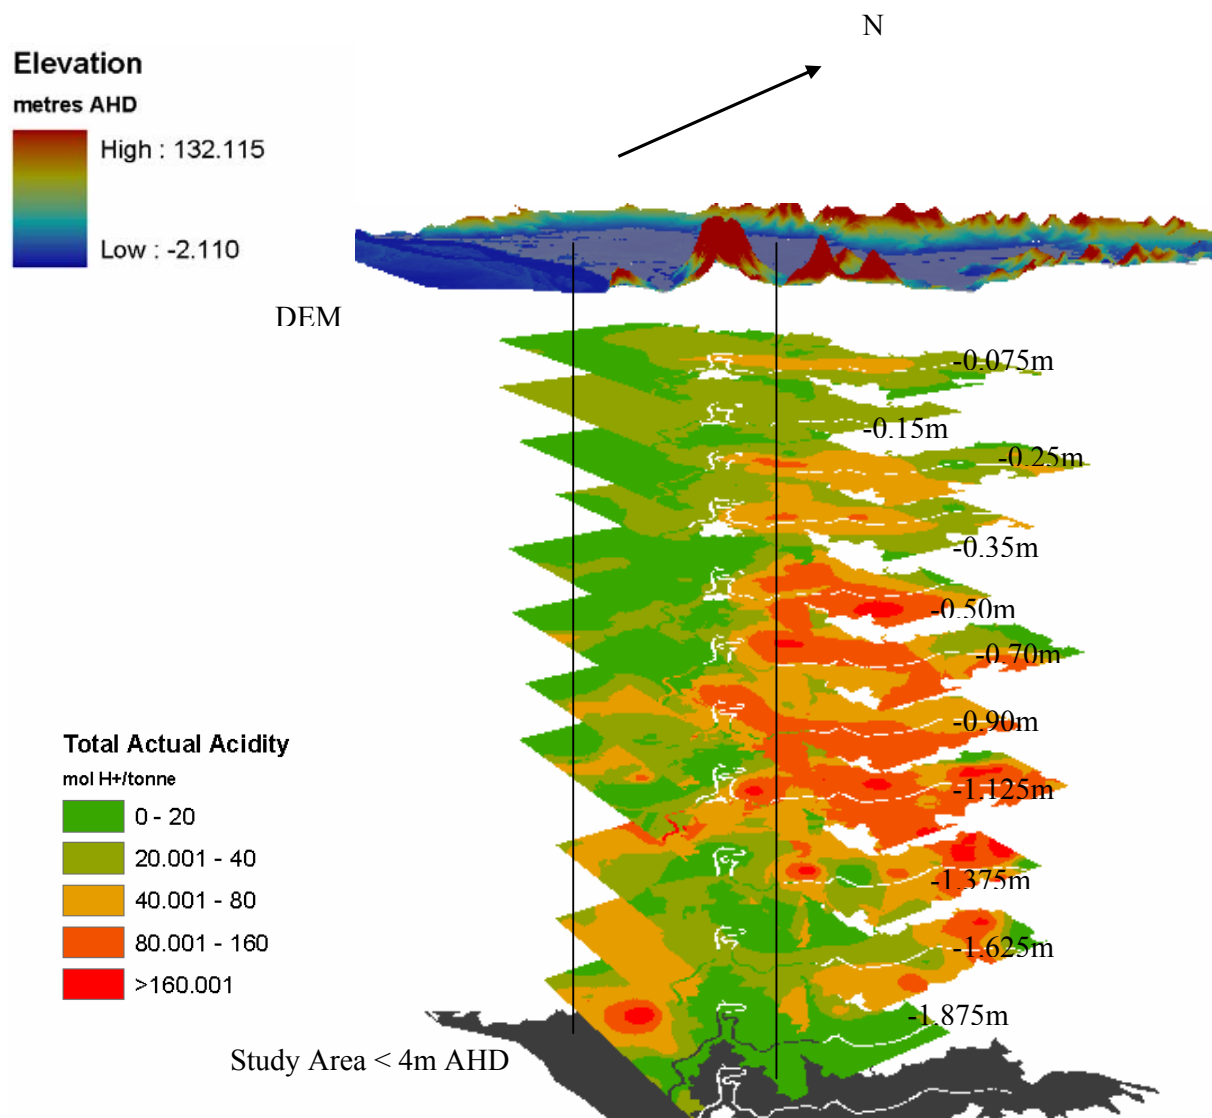 N
Elevation
metres AHD
High : 132.115
Low : -2.110
DEM
-0.075m
-0.15m
-0.25m
-0.35m
-0.50m
-0.70m
-0.90m
-1.125m
-1.375m
-1.625m
-1.875m
Total Actual Acidity
mol H+/tonne
0 - 20
20.001 - 40
40.001 - 80
80.001 - 160
>160.001
Study Area < 4m AHD